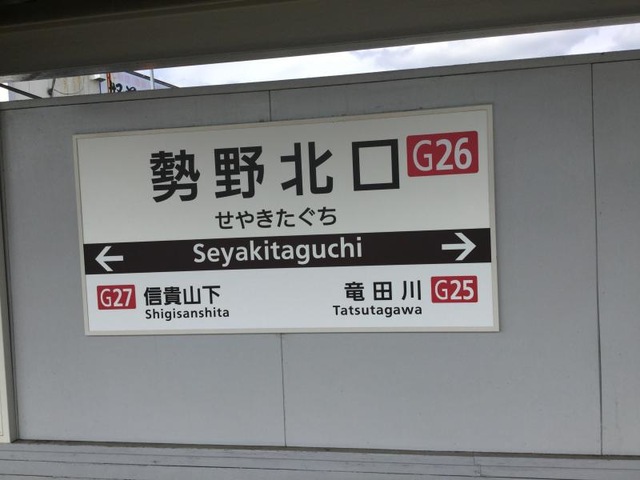 勢野北口 G26
せやきたぐち
← Seyakitaguchi →
G27 信貴山下 竜田川 G25
Shigisanshita Tatsutagawa